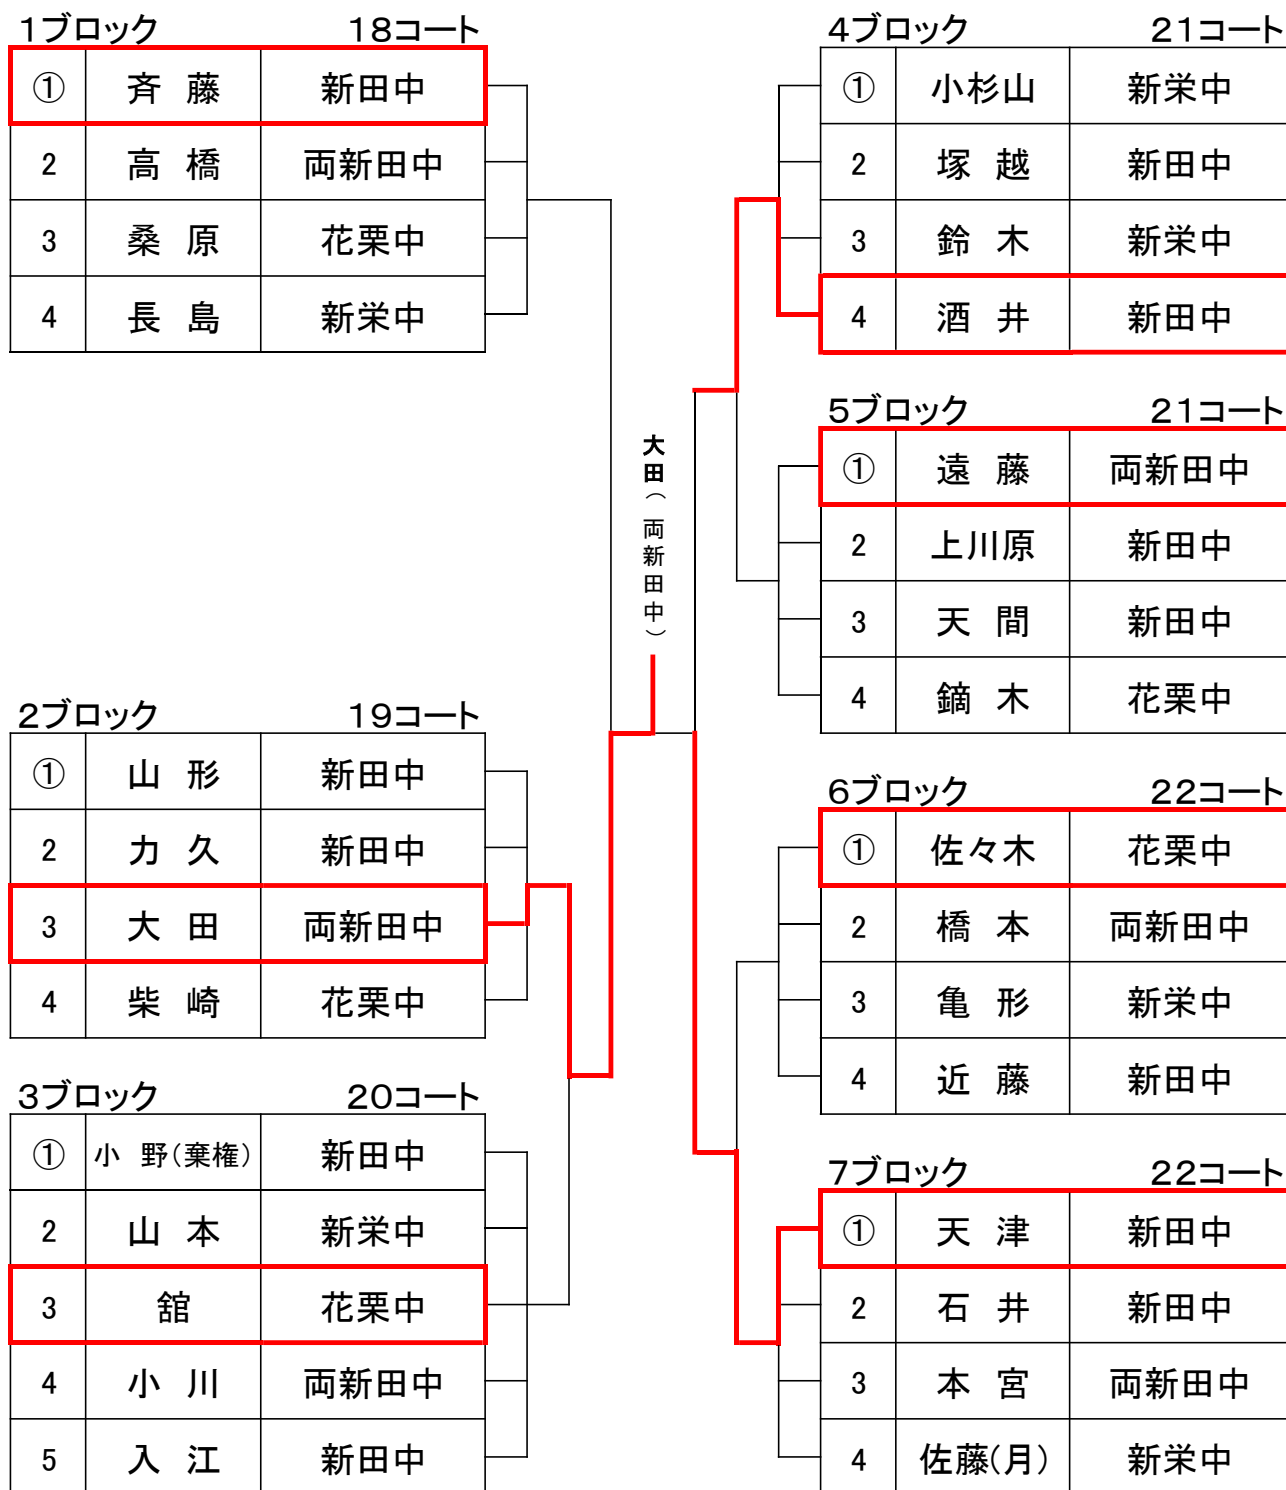 1ブロック 18コート
① 斉 藤 新田中
2 高 橋 両新田中
3 桑 原 花栗中
4 長 島 新栄中
2ブロック 19コート
① 山 形 新田中
2 力 久 新田中
3 大 田 両新田中
4 柴 崎 花栗中
3ブロック 20コート
① 小 野(棄権) 新田中
2 山 本 新栄中
3 舘 花栗中
4 小 川 両新田中
5 入 江 新田中
大田(両新田中)
4ブロック 21コート
① 小杉山 新栄中
2 塚 越 新田中
3 鈴 木 新栄中
4 酒 井 新田中
5ブロック 21コート
① 遠 藤 両新田中
2 上川原 新田中
3 天 間 新田中
4 鏑 木 花栗中
6ブロック 22コート
① 佐々木 花栗中
2 橋 本 両新田中
3 亀 形 新栄中
4 近 藤 新田中
7ブロック 22コート
① 天 津 新田中
2 石 井 新田中
3 本 宮 両新田中
4 佐藤(月) 新栄中